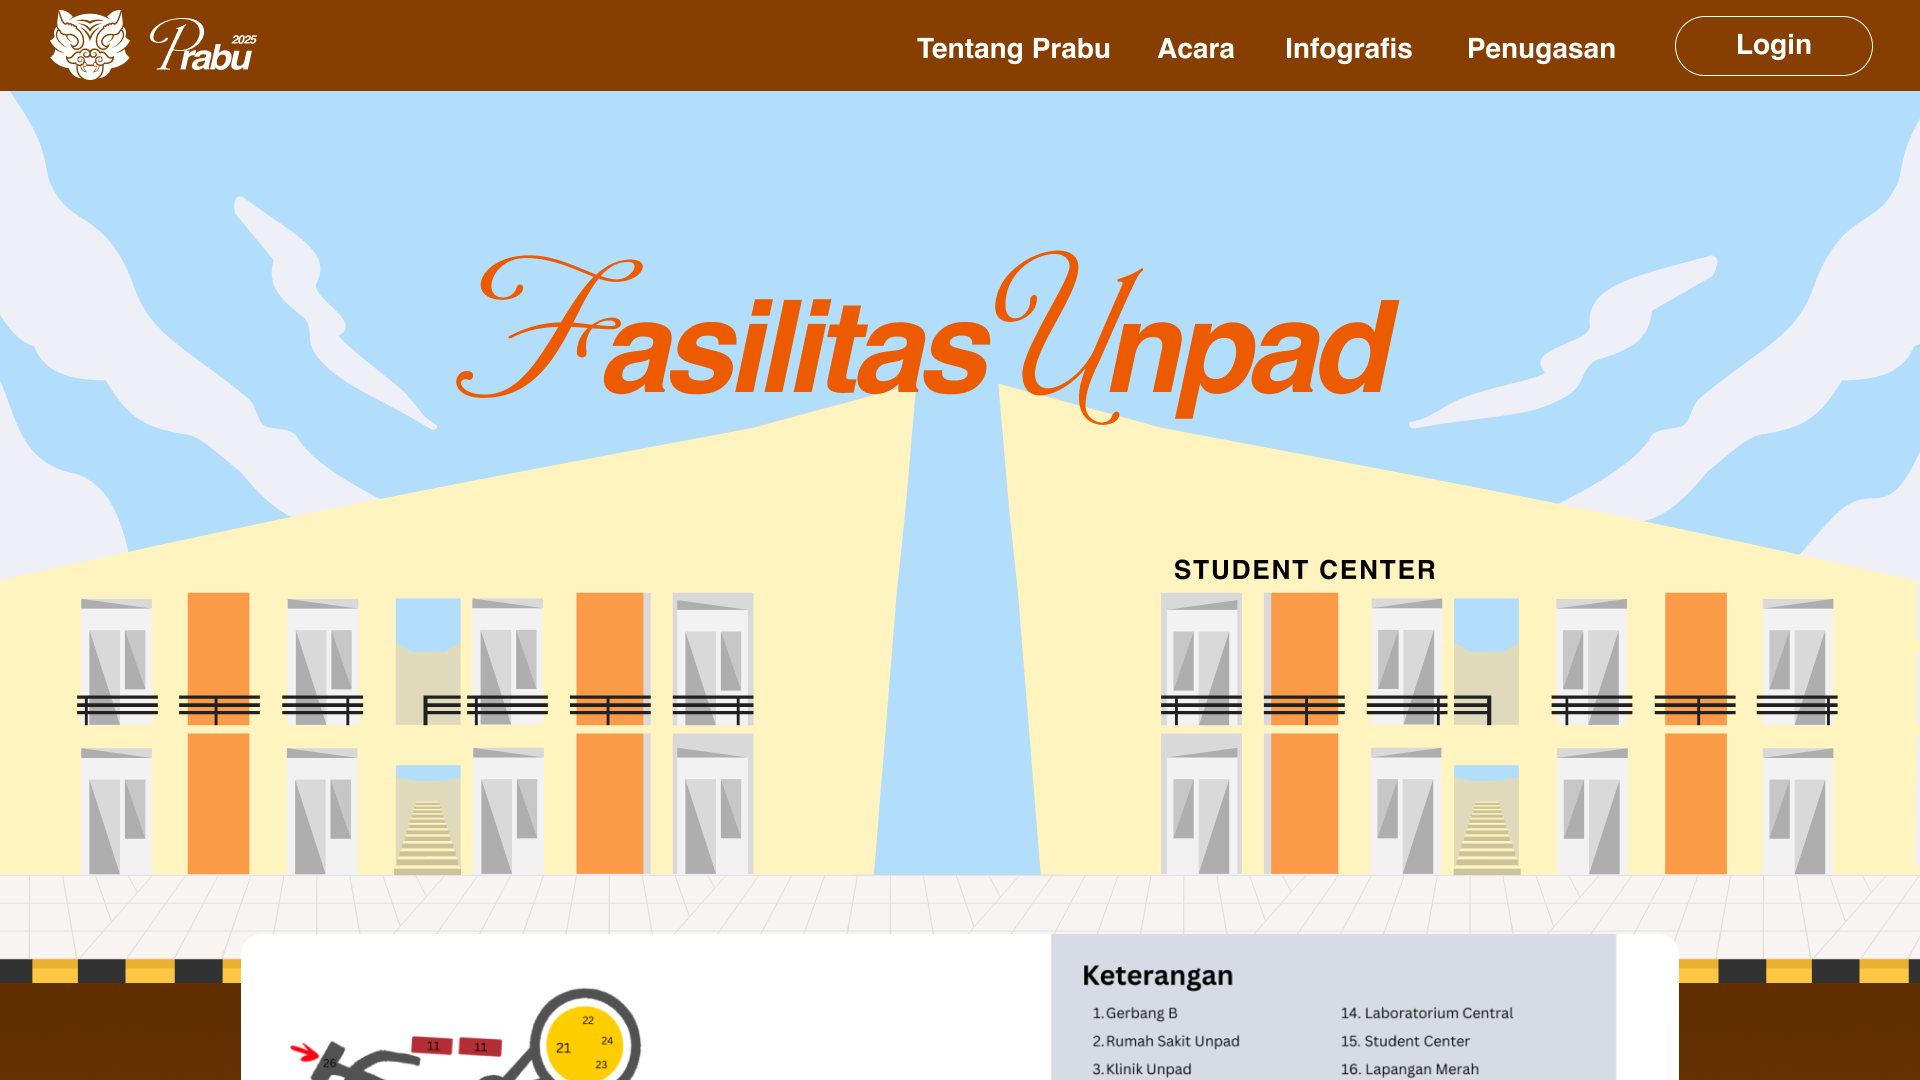 Prabu 2025
Tentang Prabu
Acara
Infografis
Penugasan
Login
Fasilitas Unpad
STUDENT CENTER
Keterangan
1. Gerbang B
2. Rumah Sakit Unpad
3. Klinik Unpad
14. Laboratorium Central
15. Student Center
16. Lapangan Merah
22
21
24
23
11
11
26